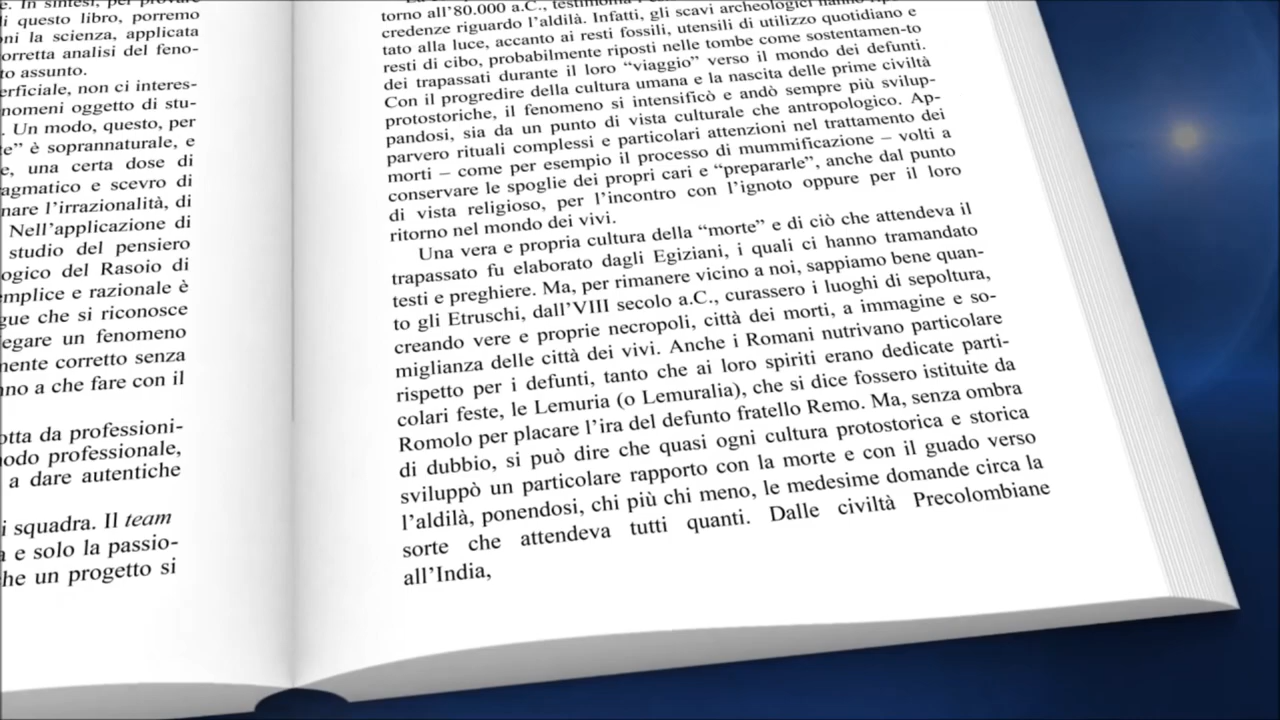 e. In sintesi, per provare
di questo libro, porremo
oni la scienza, applicata
orretta analisi del feno-
to assunto.
erficiale, non ci interes-
nomeni oggetto di stu-
. Un modo, questo, per
te” è soprannaturale, e
e, una certa dose di
agmatico e scevro di
nare l’irrazionalità, di
Nell’applicazione di
studio del pensiero
ogico del Rasoio di
emplice e razionale è
gue che si riconosce
egare un fenomeno
nente corretto senza
nno a che fare con il
otta da professioni-
nodo professionale,
a dare autentiche
i squadra. Il team
a e solo la passio-
he un progetto si
torno all’80.000 a.C.,
credenze riguardo l’aldilà. Infatti, gli scavi archeologici hanno
tato alla luce, accanto ai resti fossili, utensili di utilizzo quotidiano e
resti di cibo, probabilmente riposti nelle tombe come sostentamen-to
dei trapassati durante il loro “viaggio” verso il mondo dei defunti.
Con il progredire della cultura umana e la nascita delle prime civiltà
protostoriche, il fenomeno si intensificò e andò sempre più svilup-
pandosi, sia da un punto di vista culturale che antropologico. Ap-
parvero rituali complessi e particolari attenzioni nel trattamento dei
morti – come per esempio il processo di mummificazione – volti a
conservare le spoglie dei propri cari e “prepararle”, anche dal punto
di vista religioso, per l’incontro con l’ignoto oppure per il loro
ritorno nel mondo dei vivi.
Una vera e propria cultura della “morte” e di ciò che attendeva il
trapassato fu elaborato dagli Egiziani, i quali ci hanno tramandato
testi e preghiere. Ma, per rimanere vicino a noi, sappiamo bene quan-
to gli Etruschi, dall’VIII secolo a.C., curassero i luoghi di sepoltura,
creando vere e proprie necropoli, città dei morti, a immagine e so-
miglianza delle città dei vivi. Anche i Romani nutrivano particolare
rispetto per i defunti, tanto che ai loro spiriti erano dedicate parti-
colari feste, le Lemuria (o Lemuralia), che si dice fossero istituite da
Romolo per placare l’ira del defunto fratello Remo. Ma, senza ombra
di dubbio, si può dire che quasi ogni cultura protostorica e storica
sviluppò un particolare rapporto con la morte e con il guado verso
l’aldilà, ponendosi, chi più chi meno, le medesime domande circa la
sorte che attendeva tutti quanti. Dalle civiltà Precolombiane
all’India,